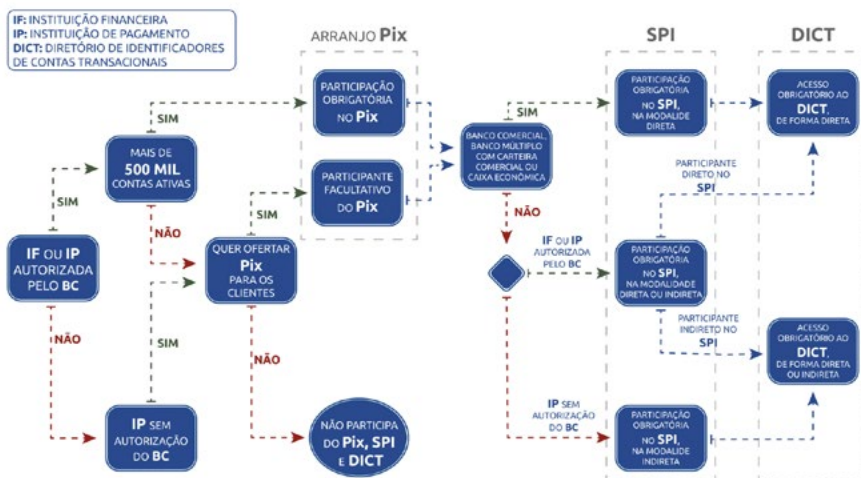 IF: INSTITUIÇÃO FINANCEIRA
IP: INSTITUIÇÃO DE PAGAMENTO
DICT: DIRETÓRIO DE IDENTIFICADORES
DE CONTAS TRANSACIONAIS
ARRANJO Pix
SPI
DICT
IF OU IP
AUTORIZADA
PELO BC
SIM
NÃO
MAIS DE
500 MIL
CONTAS ATIVAS
SIM
NÃO
IP SEM
AUTORIZAÇÃO
DO BC
SIM
QUER OFERTAR
Pix
PARA OS
CLIENTES
SIM
NÃO
PARTICIPAÇÃO
OBRIGATÓRIA
NO Pix
PARTICIPANTE
FACULTATIVO
DO Pix
NÃO PARTICIPA
DO Pix, SPI
E DICT
BANCO COMERCIAL,
BANCO MÚLTIPLO
COM CARTEIRA
COMERCIAL OU
CAIXA ECONÔMICA
SIM
NÃO
IF OU IP
AUTORIZADA
PELO BC
IP SEM
AUTORIZAÇÃO
DO BC
PARTICIPAÇÃO
OBRIGATÓRIA
NO SPI,
NA MODALIDE
DIRETA
PARTICIPAÇÃO
OBRIGATÓRIA
NO SPI,
NA MODALIDADE
DIRETA OU INDIRETA
PARTICIPAÇÃO
OBRIGATÓRIA
NO SPI,
NA MODALIDE
INDIRETA
PARTICIPANTE
DIRETO NO
SPI
PARTICIPANTE
INDIRETO NO
SPI
ACESSO
OBRIGATÓRIO AO
DICT,
DE FORMA DIRETA
ACESSO
OBRIGATÓRIO AO
DICT,
DE FORMA DIRETA
OU INDIRETA